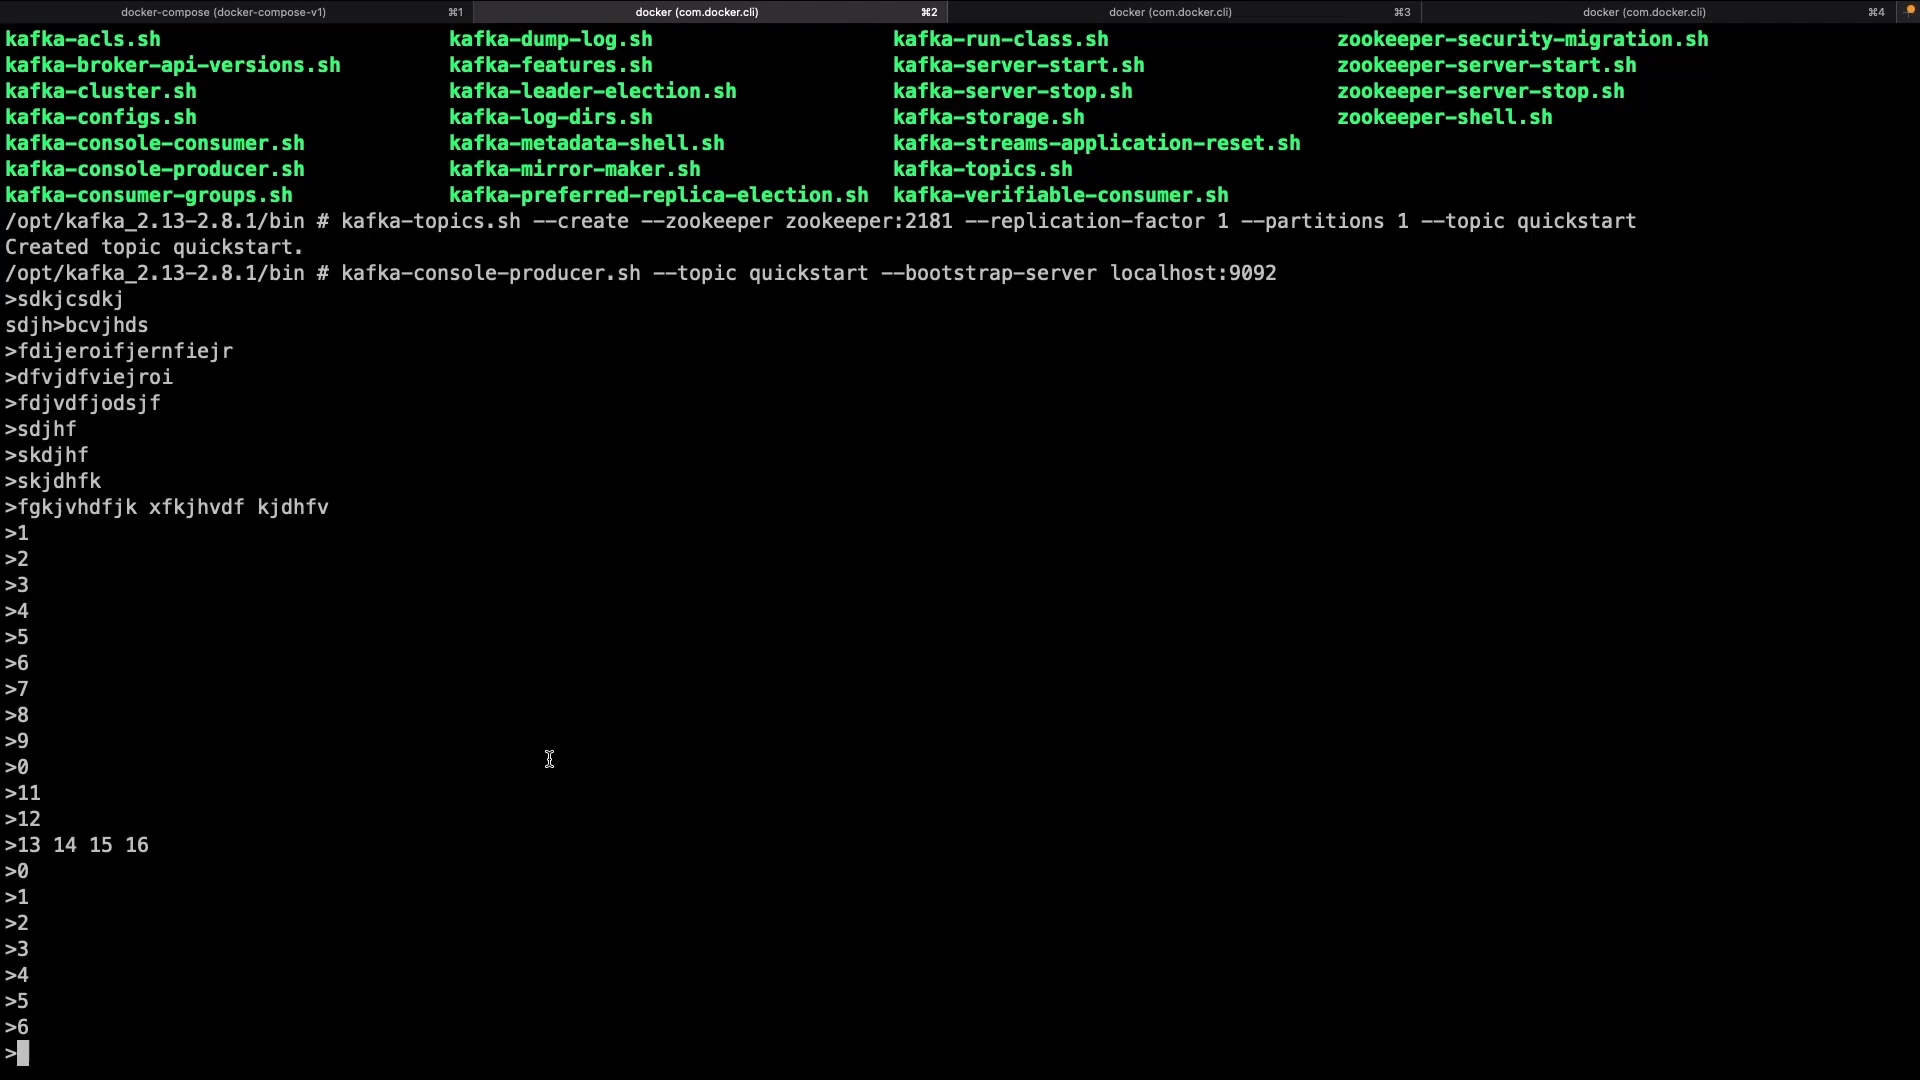 docker-compose (docker-compose-v1) ⌘1 docker (com.docker.cli) ⌘2 docker (com.docker.cli) ⌘3 docker (com.docker.cli) ⌘4
kafka-acls.sh kafka-dump-log.sh kafka-run-class.sh zookeeper-security-migration.sh
kafka-broker-api-versions.sh kafka-features.sh kafka-server-start.sh zookeeper-server-start.sh
kafka-cluster.sh kafka-leader-election.sh kafka-server-stop.sh zookeeper-server-stop.sh
kafka-configs.sh kafka-log-dirs.sh kafka-storage.sh zookeeper-shell.sh
kafka-console-consumer.sh kafka-metadata-shell.sh kafka-streams-application-reset.sh
kafka-console-producer.sh kafka-mirror-maker.sh kafka-topics.sh
kafka-consumer-groups.sh kafka-preferred-replica-election.sh kafka-verifiable-consumer.sh
/opt/kafka_2.13-2.8.1/bin # kafka-topics.sh --create --zookeeper zookeeper:2181 --replication-factor 1 --partitions 1 --topic quickstart
Created topic quickstart.
/opt/kafka_2.13-2.8.1/bin # kafka-console-producer.sh --topic quickstart --bootstrap-server localhost:9092
>sdkjcsdkj
sdjh>bcvjhds
>fdijeroifjernfiejr
>dfvjdfviejroi
>fdjvdfjodsjf
>sdjhf
>skdjhf
>skjdhfk
>fgkjvhdfjk xfkjhvdf kjdhfv
>1
>2
>3
>4
>5
>6
>7
>8
>9
>0
>11
>12
>13 14 15 16
>0
>1
>2
>3
>4
>5
>6
>